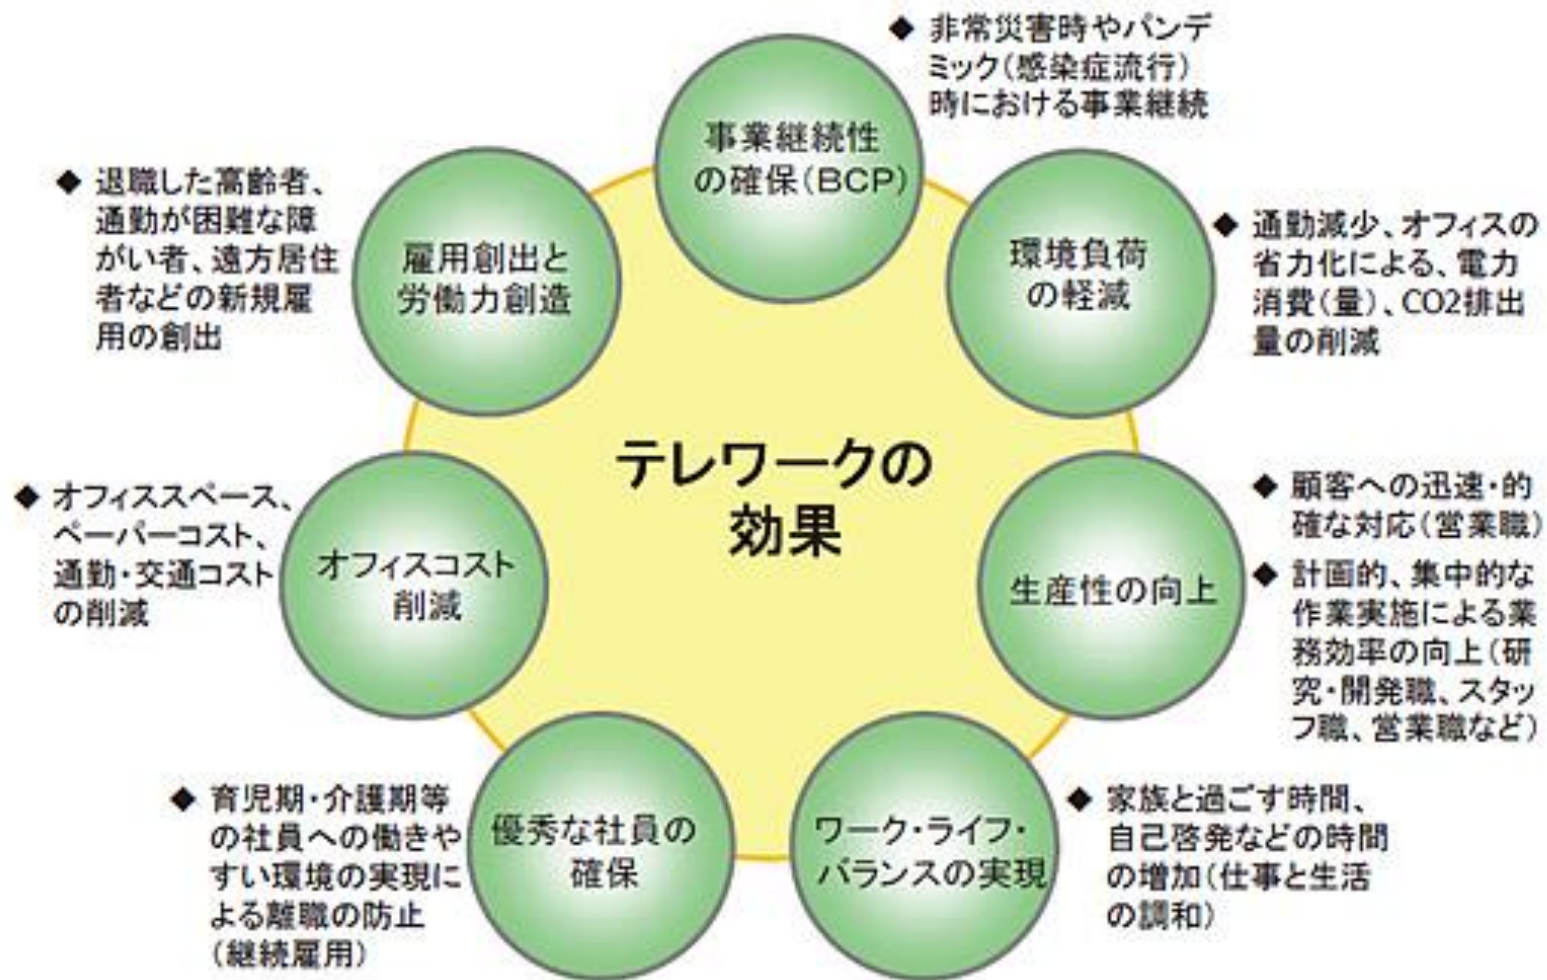 ◆ 非常災害時やパンデ
ミック(感染症流行)
時における事業継続
事業継続性
の確保(BCP)
◆ 通勤減少、オフィスの
省力化による、電力
消費(量)、CO2排出
量の削減
環境負荷
の軽減
◆ 顧客への迅速・的
確な対応(営業職)
◆ 計画的、集中的な
作業実施による業
務効率の向上(研
究・開発職、スタッ
フ職、営業職など)
生産性の向上
◆ 家族と過ごす時間、
自己啓発などの時間
の増加(仕事と生活
の調和)
ワーク・ライフ・
バランスの実現
◆ 育児期・介護期等
の社員への働きや
すい環境の実現に
よる離職の防止
(継続雇用)
優秀な社員の
確保
◆ オフィススペース、
ペーパーコスト、
通勤・交通コスト
の削減
オフィスコスト
削減
◆ 退職した高齢者、
通勤が困難な障
がい者、遠方居住
者などの新規雇
用の創出
雇用創出と
労働力創造
テレワークの
効果